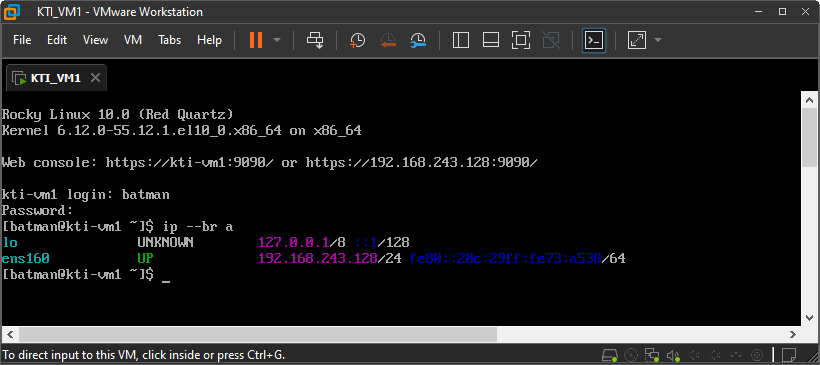 KTI_VM1 - VMware Workstation
File Edit View VM Tabs Help
KTI_VM1
Rocky Linux 10.0 (Red Quartz)
Kernel 6.12.0-55.12.1.el10_0.x86_64 on x86_64
Web console: https://kti-vm1:9090/ or https://192.168.243.128:9090/
kti-vm1 login: batman
Password:
[batman@kti-vm1 ~]$ ip --br a
lo UNKNOWN 127.0.0.1/8 ::1/128
ens160 UP 192.168.243.128/24 fe80::20c:29ff:fe73:a530/64
[batman@kti-vm1 ~]$ _
To direct input to this VM, click inside or press Ctrl+G.